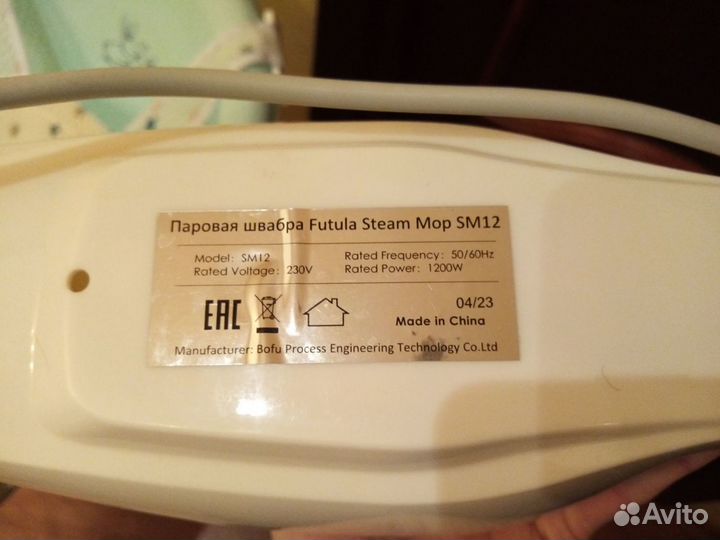 Паровая швабра Futula Steam Mop SM12
Model: SM12 Rated Frequency: 50/60Hz
Rated Voltage: 230V Rated Power: 1200W
EAC 04/23
Made in China
Manufacturer: Bofu Process Engineering Technology Co.Ltd
Avito